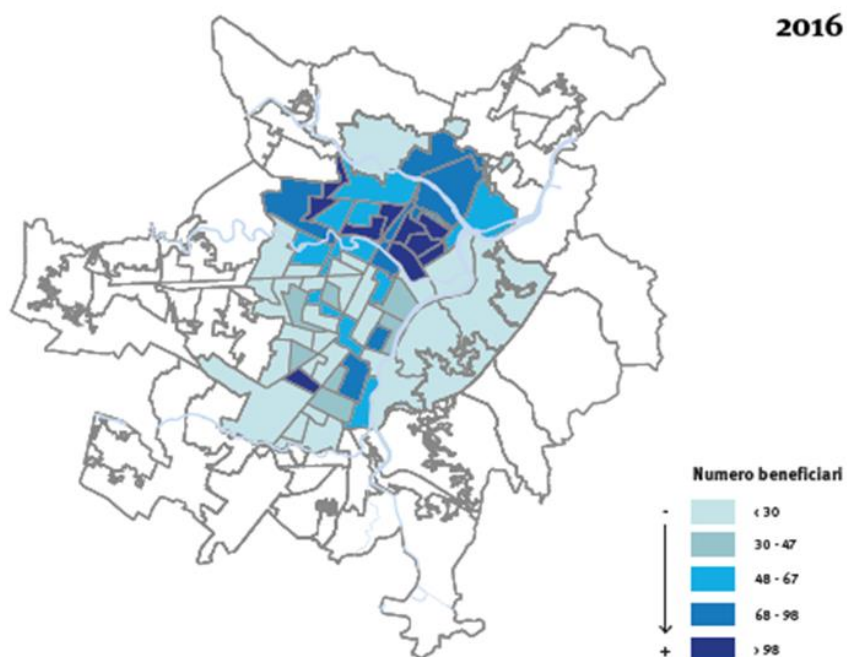 2016
Numero beneficiari
-
‹ 30
30 - 47
48 - 67
68 - 98
+
› 98